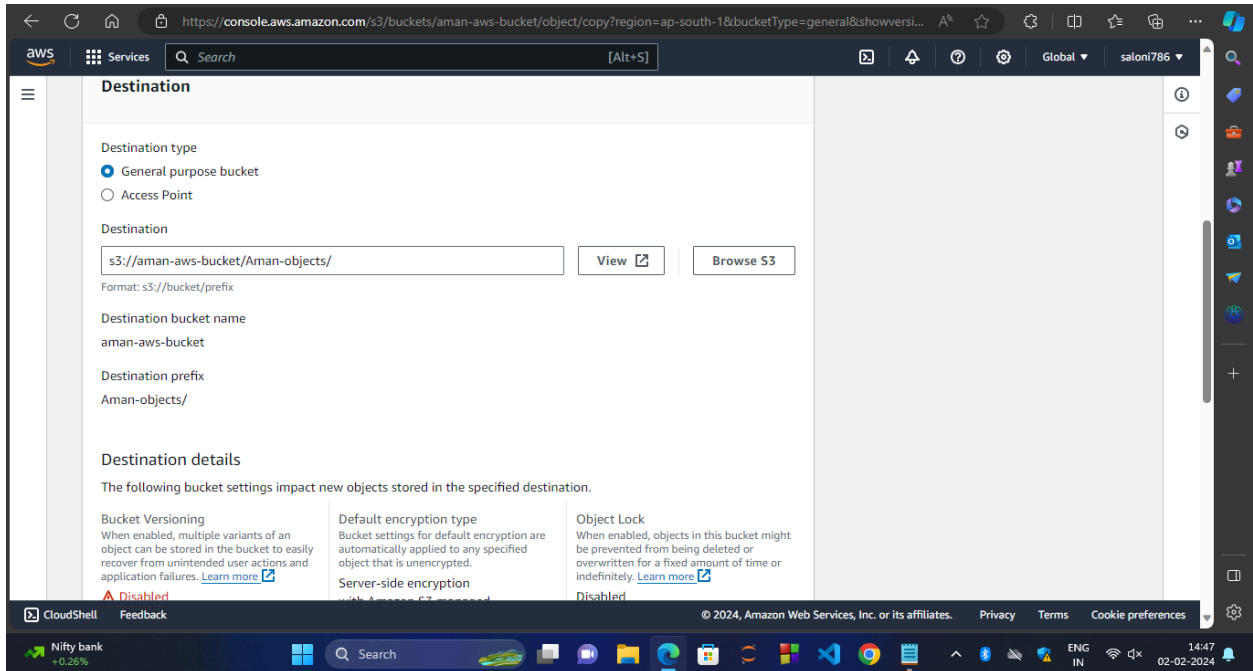 https://console.aws.amazon.com/s3/buckets/aman-aws-bucket/object/copy?region=ap-south-1&bucketType=general&showversi...
aws
Services
Search [Alt+S]
Global
saloni786
Destination
Destination type
General purpose bucket
Access Point
Destination
s3://aman-aws-bucket/Aman-objects/
View
Browse S3
Format: s3://bucket/prefix
Destination bucket name
aman-aws-bucket
Destination prefix
Aman-objects/
Destination details
The following bucket settings impact new objects stored in the specified destination.
Bucket Versioning
When enabled, multiple variants of an
object can be stored in the bucket to easily
recover from unintended user actions and
application failures. Learn more
Disabled
Default encryption type
Bucket settings for default encryption are
automatically applied to any specified
object that is unencrypted.
Server-side encryption
with Amazon S3 managed
Object Lock
When enabled, objects in this bucket might
be prevented from being deleted or
overwritten for a fixed amount of time or
indefinitely. Learn more
Disabled
CloudShell
Feedback
© 2024, Amazon Web Services, Inc. or its affiliates.
Privacy
Terms
Cookie preferences
Nifty bank
+0.26%
Search
ENG
IN
14:47
02-02-2024